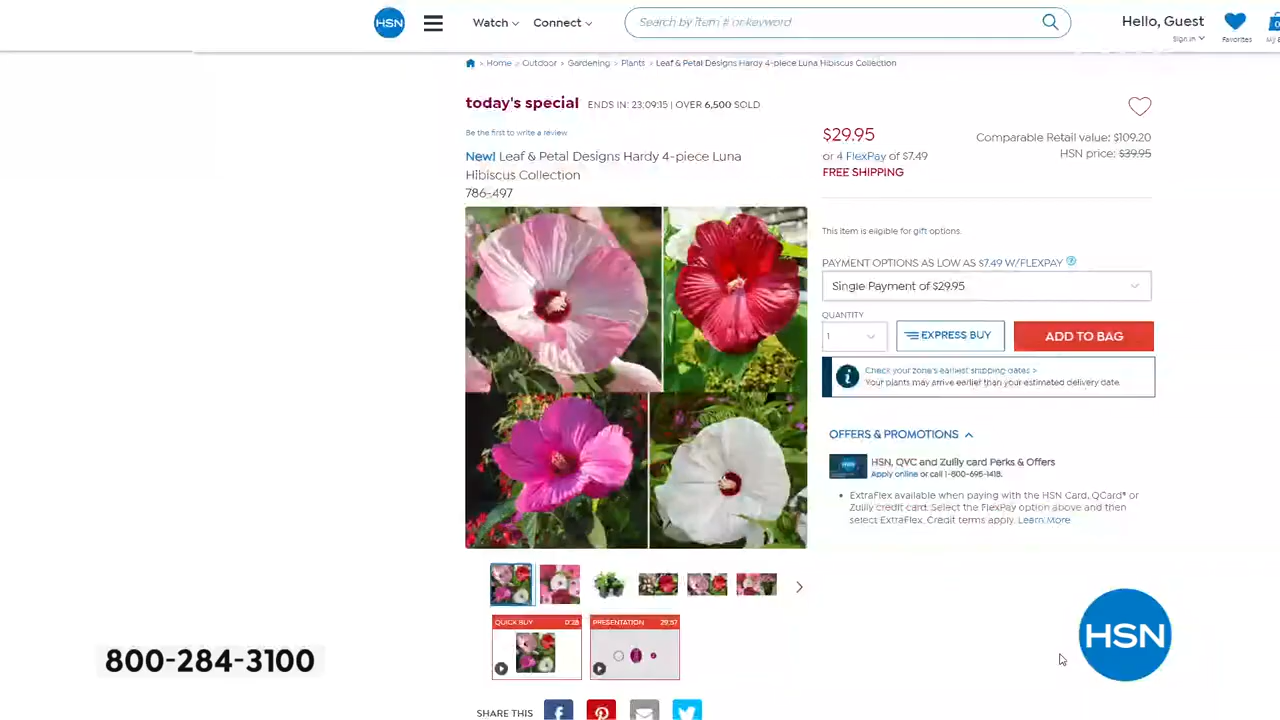 HSN
Watch
Connect
Search by item # or keyword
Hello, Guest
Sign In
Favorites
Home > Outdoor > Gardening > Plants > Leaf & Petal Designs Hardy 4-piece Luna Hibiscus Collection
today's special ENDS IN: 23:09:15 | OVER 6,500 SOLD
Be the first to write a review
New! Leaf & Petal Designs Hardy 4-piece Luna
Hibiscus Collection
786-497
$29.95
Comparable Retail value: $109.20
or 4 FlexPay of $7.49
HSN price: $39.95
FREE SHIPPING
This item is eligible for gift options.
PAYMENT OPTIONS AS LOW AS $7.49 W/FLEXPAY
Single Payment of $29.95
QUANTITY
1
EXPRESS BUY
ADD TO BAG
Check your zone's earliest shipping dates >
Your plants may arrive earlier than your estimated delivery date.
OFFERS & PROMOTIONS
HSN, QVC and Zulily card Perks & Offers
Apply online or call 1-800-695-1418.
• ExtraFlex available when paying with the HSN Card, QCard® or
Zulily credit card. Select the FlexPay option above and then
select ExtraFlex. Credit terms apply. Learn More
QUICK BUY 0:28
PRESENTATION 29:57
SHARE THIS
800-284-3100
HSN